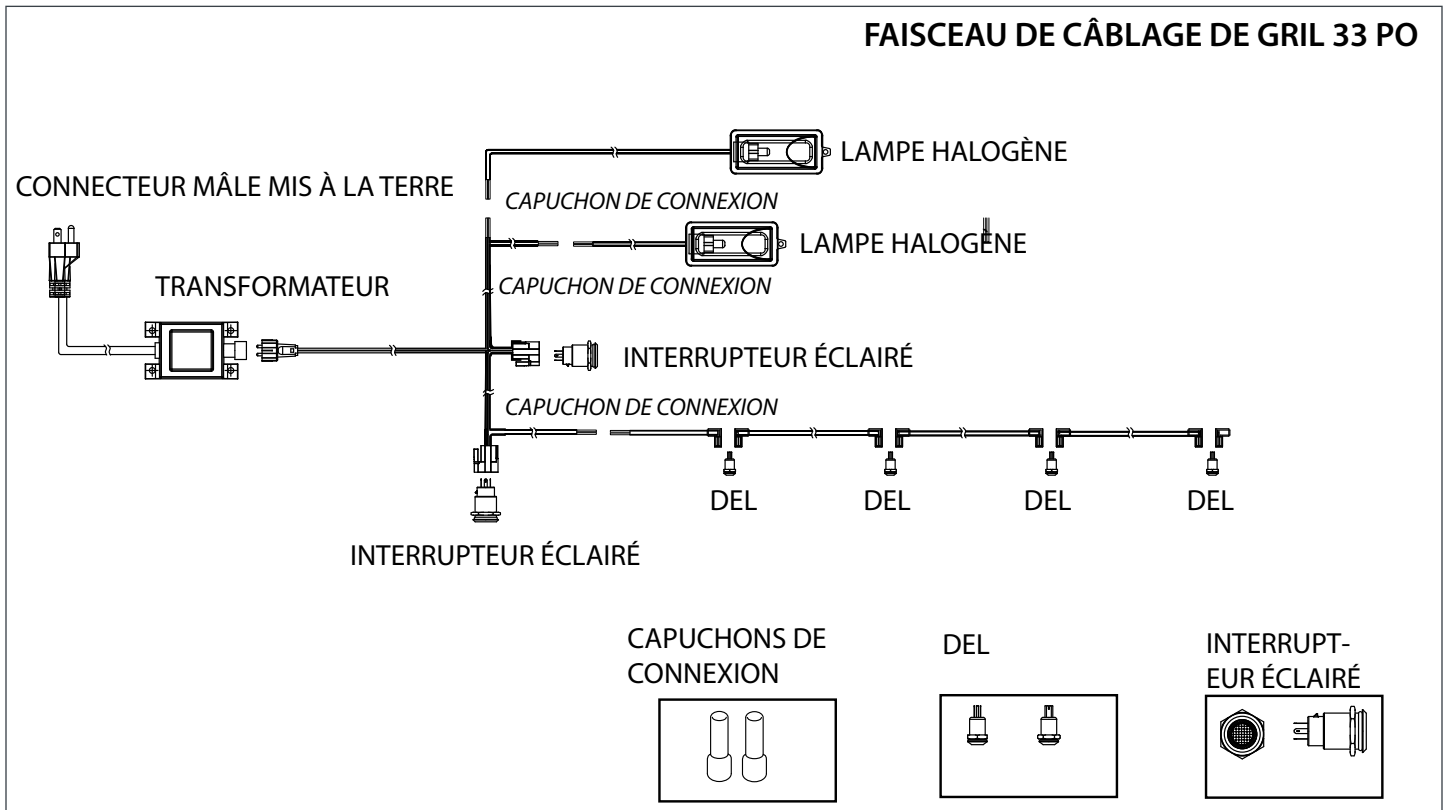 FAISCEAU DE CÂBLAGE DE GRIL 33 PO
LAMPE HALOGÈNE
CONNECTEUR MÂLE MIS À LA TERRE
CAPUCHON DE CONNEXION
LAMPE HALOGÈNE
TRANSFORMATEUR
CAPUCHON DE CONNEXION
INTERRUPTEUR ÉCLAIRÉ
CAPUCHON DE CONNEXION
DEL
DEL
DEL
DEL
INTERRUPTEUR ÉCLAIRÉ
CAPUCHONS DE
CONNEXION
DEL
INTERRUPT-
EUR ÉCLAIRÉ